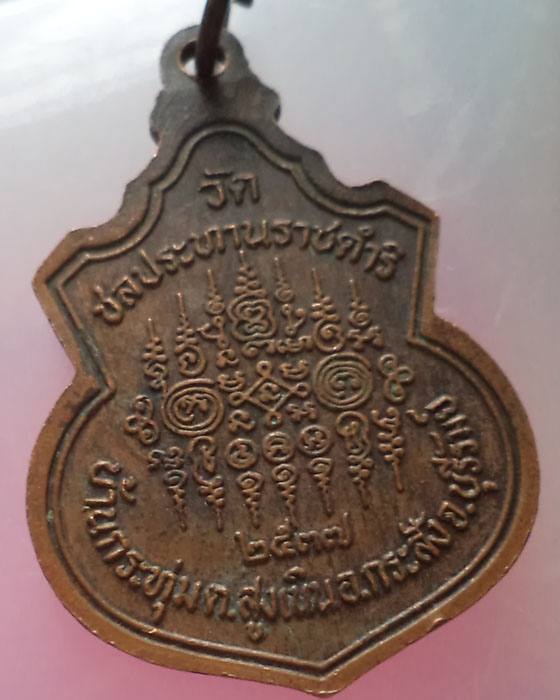 วัด
ชลประทานราชดำริ
๒๕๓๗
บ้านกระทุ่ม ต.สูงเนิน อ.กระสัง จ.บุรีรัมย์